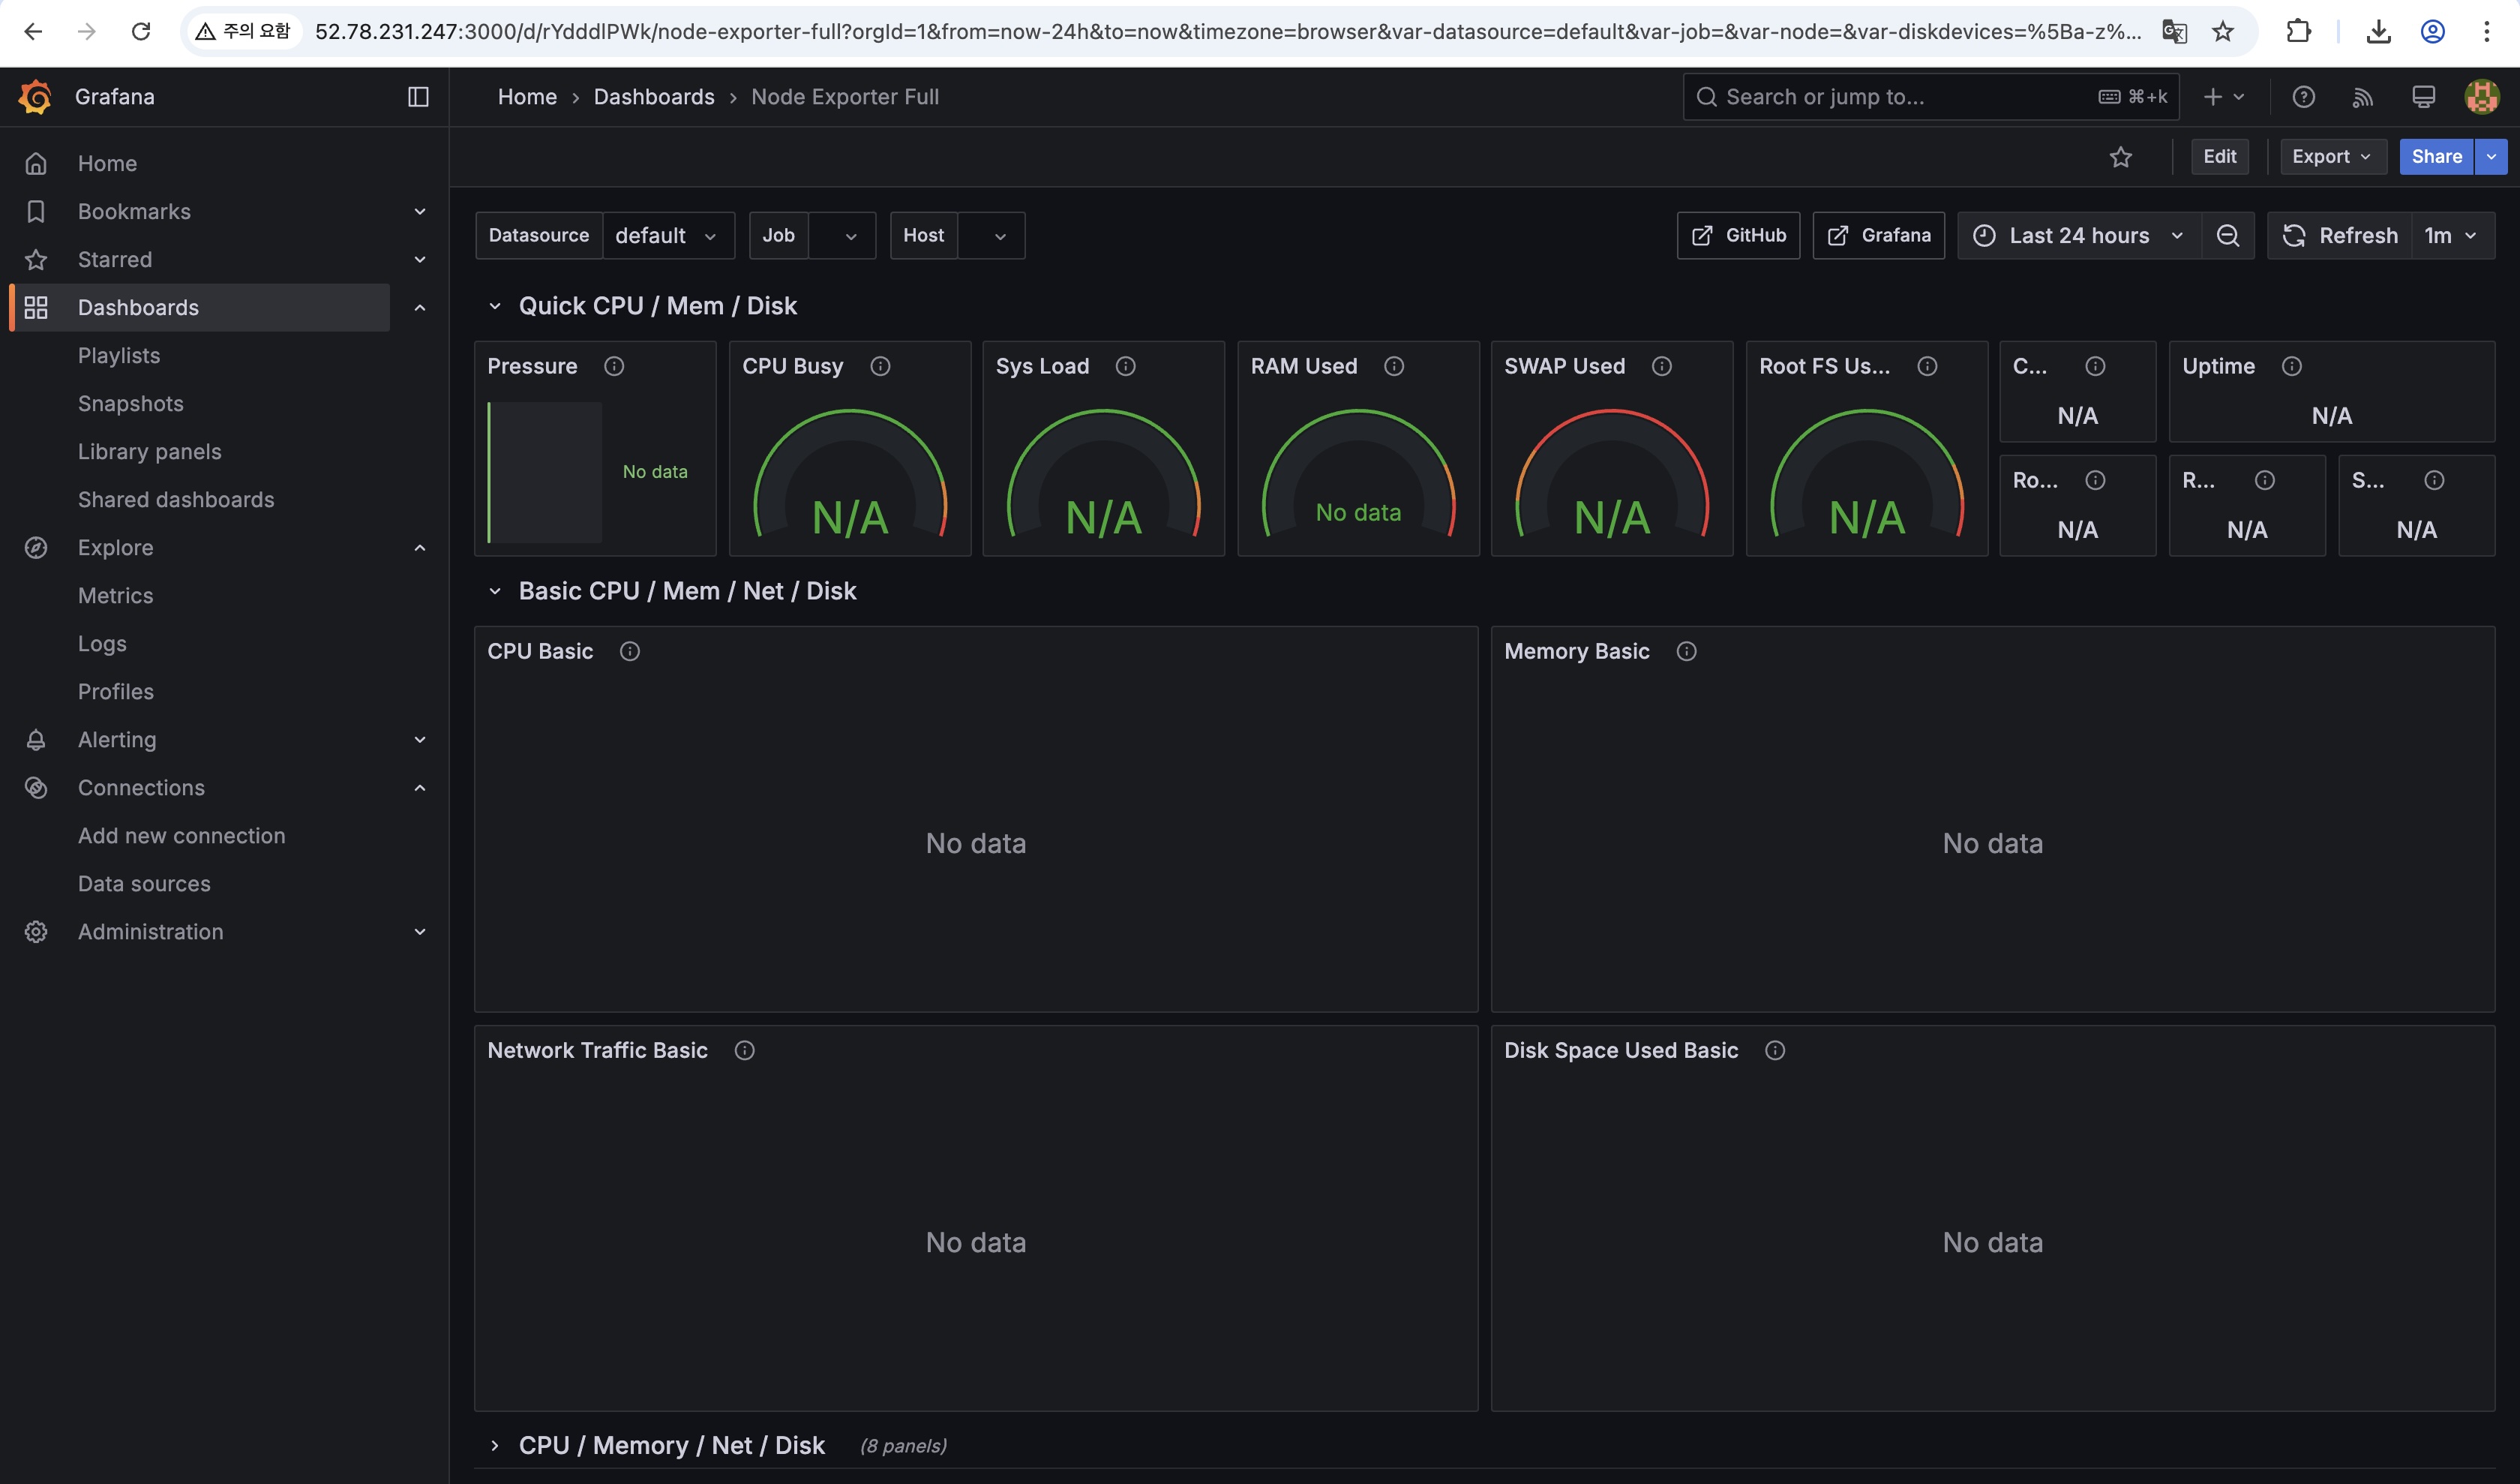 주의 요함
52.78.231.247:3000/d/rYdddlPWk/node-exporter-full?orgId=1&from=now-24h&to=now&timezone=browser&var-datasource=default&var-job=&var-node=&var-diskdevices=%5Ba-z%...
Grafana
Home › Dashboards › Node Exporter Full
Search or jump to...
⌘+k
Edit
Export
Share
Home
Bookmarks
Starred
Dashboards
Playlists
Snapshots
Library panels
Shared dashboards
Explore
Metrics
Logs
Profiles
Alerting
Connections
Add new connection
Data sources
Administration
Datasource default
Job
Host
GitHub
Grafana
Last 24 hours
Refresh 1m
Quick CPU / Mem / Disk
Pressure
No data
CPU Busy
N/A
Sys Load
N/A
RAM Used
No data
SWAP Used
N/A
Root FS Us...
N/A
C...
N/A
Uptime
N/A
Ro...
N/A
R...
N/A
S...
N/A
Basic CPU / Mem / Net / Disk
CPU Basic
No data
Memory Basic
No data
Network Traffic Basic
No data
Disk Space Used Basic
No data
CPU / Memory / Net / Disk (8 panels)